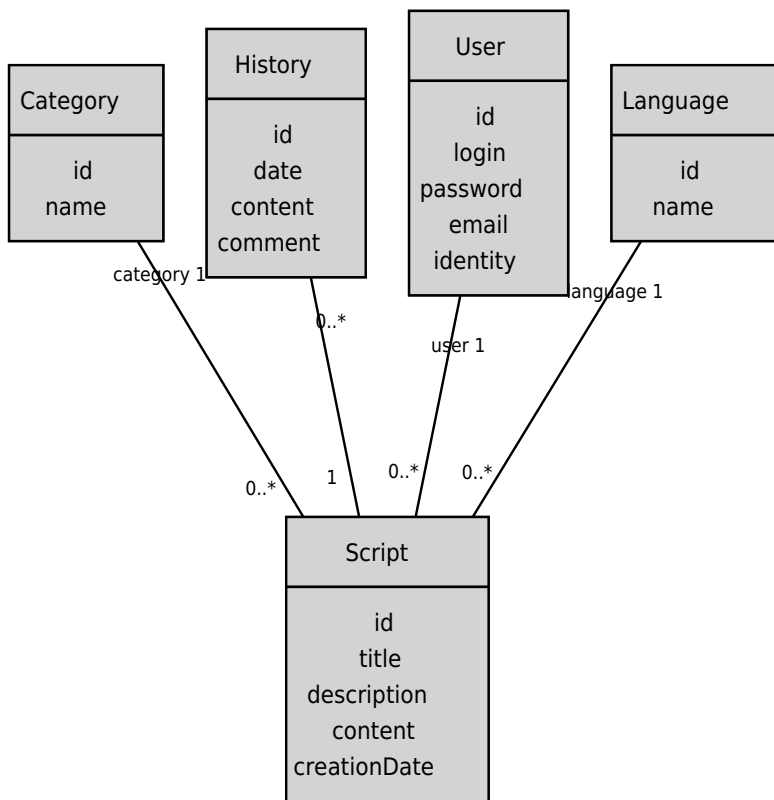 Category
id
name
History
id
date
content
comment
User
id
login
password
email
identity
Language
id
name
category 1
0..*
user 1
language 1
0..*
1
0..*
0..*
Script
id
title
description
content
creationDate